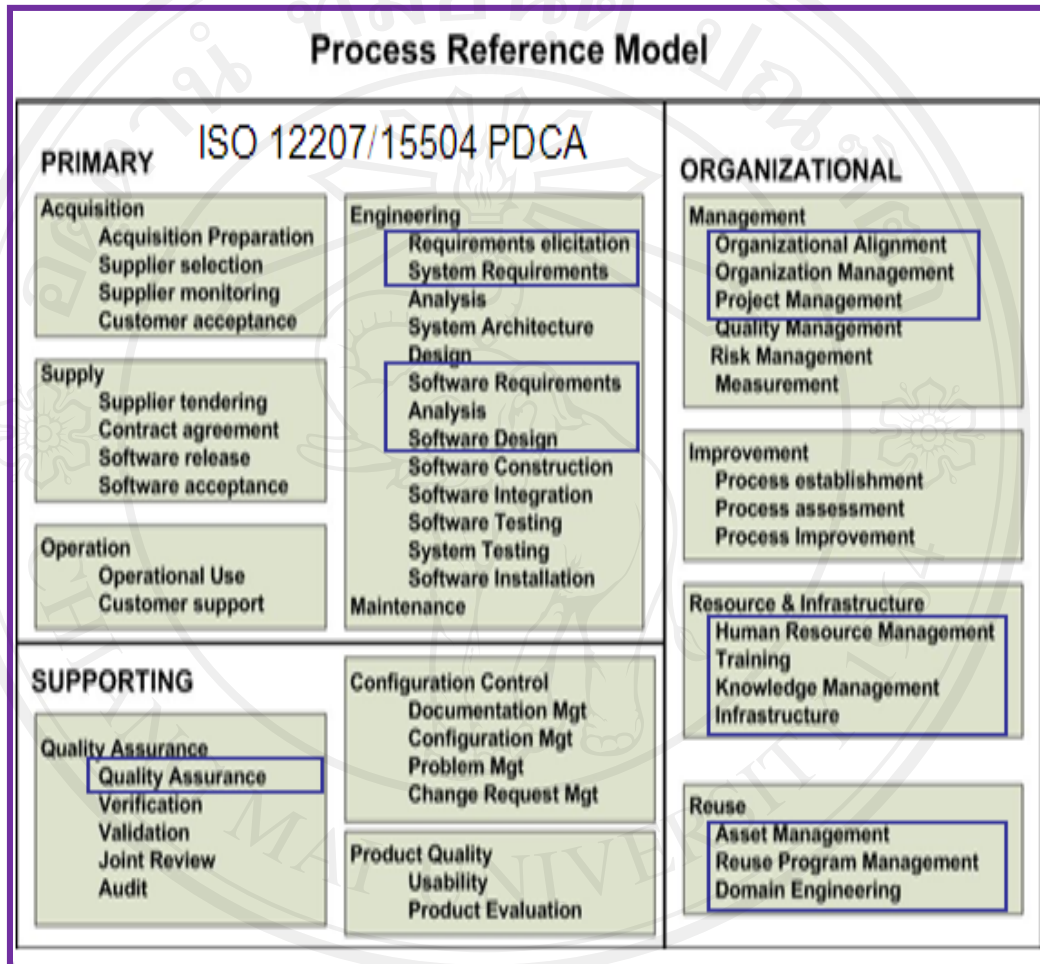 Process Reference Model
PRIMARY
ISO 12207/15504 PDCA
Acquisition
Acquisition Preparation
Supplier selection
Supplier monitoring
Customer acceptance
Supply
Supplier tendering
Contract agreement
Software release
Software acceptance
Operation
Operational Use
Customer support
Engineering
Requirements elicitation
System Requirements
Analysis
System Architecture
Design
Software Requirements
Analysis
Software Design
Software Construction
Software Integration
Software Testing
System Testing
Software Installation
Maintenance
SUPPORTING
Quality Assurance
Quality Assurance
Verification
Validation
Joint Review
Audit
Configuration Control
Documentation Mgt
Configuration Mgt
Problem Mgt
Change Request Mgt
Product Quality
Usability
Product Evaluation
ORGANIZATIONAL
Management
Organizational Alignment
Organization Management
Project Management
Quality Management
Risk Management
Measurement
Improvement
Process establishment
Process assessment
Process Improvement
Resource & Infrastructure
Human Resource Management
Training
Knowledge Management
Infrastructure
Reuse
Asset Management
Reuse Program Management
Domain Engineering